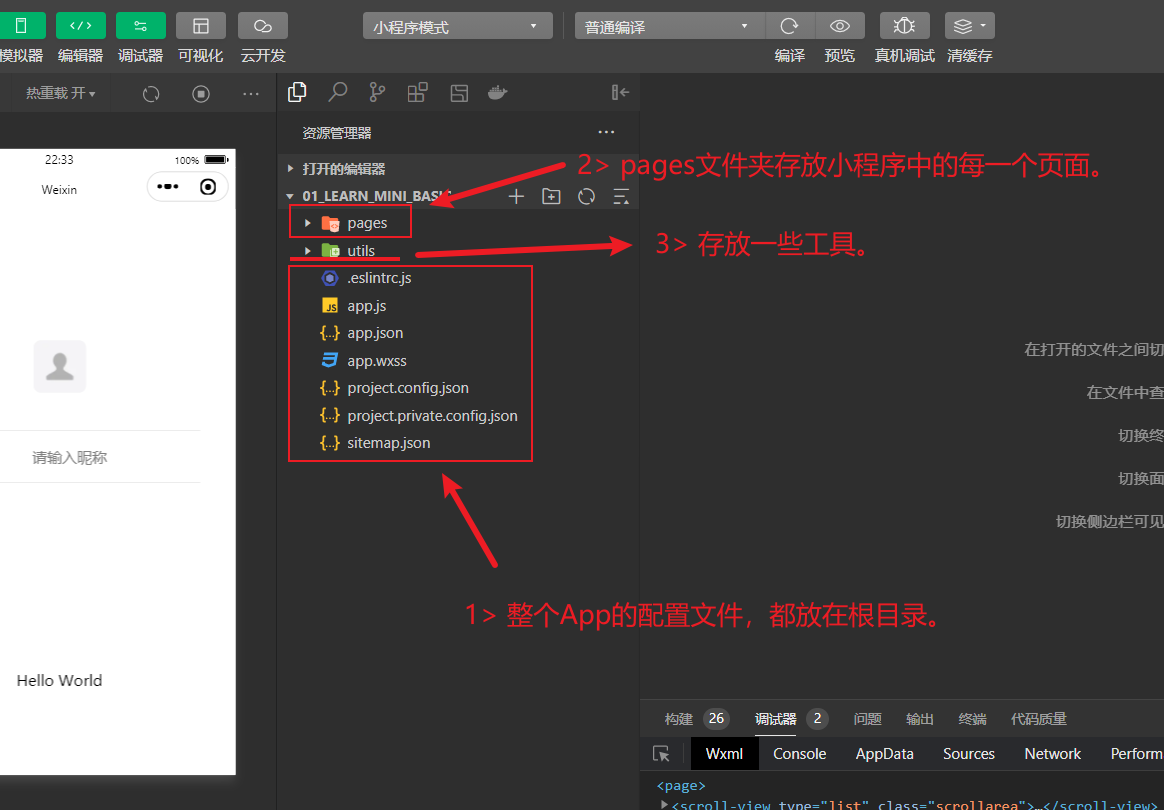 小程序模式
普通编译
模拟器 编辑器 调试器 可视化 云开发 编译 预览 真机调试 清缓存
热重载 开
资源管理器
22:33 100%
Weixin
打开的编辑器
2> pages文件夹存放小程序中的每一个页面。
01_LEARN_MINI_BASIC
pages
utils
3> 存放一些工具。
.eslintrc.js
JS app.js
{..} app.json
app.wxss
{..} project.config.json
{..} project.private.config.json
{..} sitemap.json
在打开的文件之间切
在文件中查
切换终
切换面
切换侧边栏可见
请输入昵称
1> 整个App的配置文件，都放在根目录。
Hello World
构建 26 调试器 2 问题 输出 终端 代码质量
Wxml Console AppData Sources Network Perform
<page>
<scroll-view type="list" class="scrollarea">…</scroll-view>